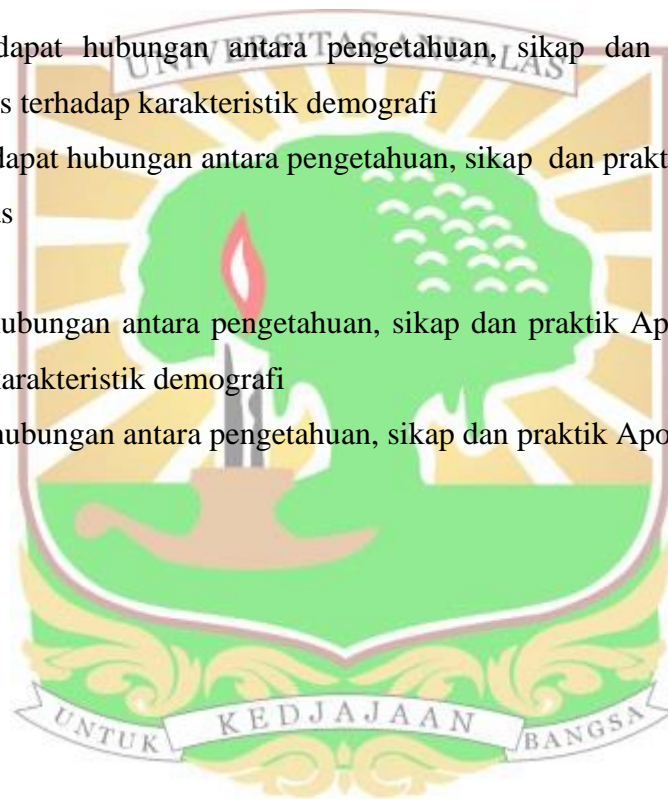 UNIVERSITAS ANDALAS
dapat hubungan antara pengetahuan, sikap dan
s terhadap karakteristik demografi
dapat hubungan antara pengetahuan, sikap dan prakt
us
hubungan antara pengetahuan, sikap dan praktik Ap
karakteristik demografi
hubungan antara pengetahuan, sikap dan praktik Apo
UNTUK KEDJAJAAN BANGSA